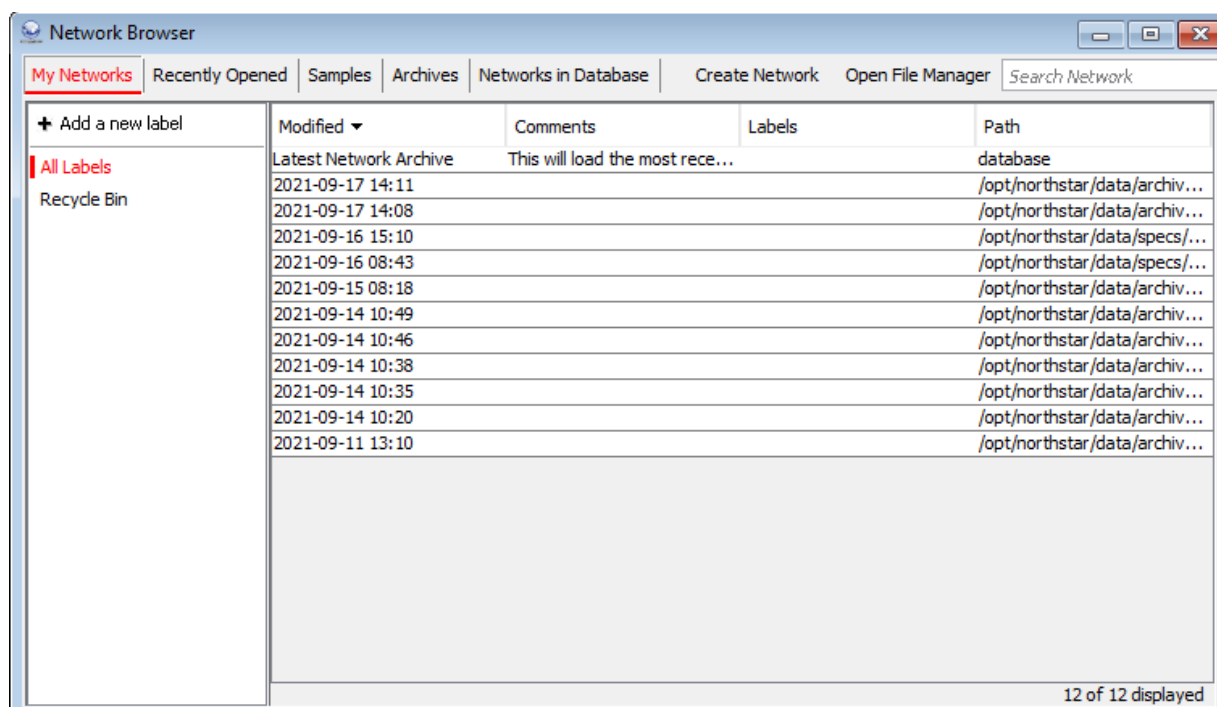 Network Browser
My Networks Recently Opened Samples Archives Networks in Database Create Network Open File Manager Search Network
+ Add a new label
All Labels
Recycle Bin
Modified Comments Labels Path
Latest Network Archive This will load the most rece... database
2021-09-17 14:11 /opt/northstar/data/archiv...
2021-09-17 14:08 /opt/northstar/data/archiv...
2021-09-16 15:10 /opt/northstar/data/specs/...
2021-09-16 08:43 /opt/northstar/data/specs/...
2021-09-15 08:18 /opt/northstar/data/archiv...
2021-09-14 10:49 /opt/northstar/data/archiv...
2021-09-14 10:46 /opt/northstar/data/archiv...
2021-09-14 10:38 /opt/northstar/data/archiv...
2021-09-14 10:35 /opt/northstar/data/archiv...
2021-09-14 10:20 /opt/northstar/data/archiv...
2021-09-11 13:10 /opt/northstar/data/archiv...
12 of 12 displayed